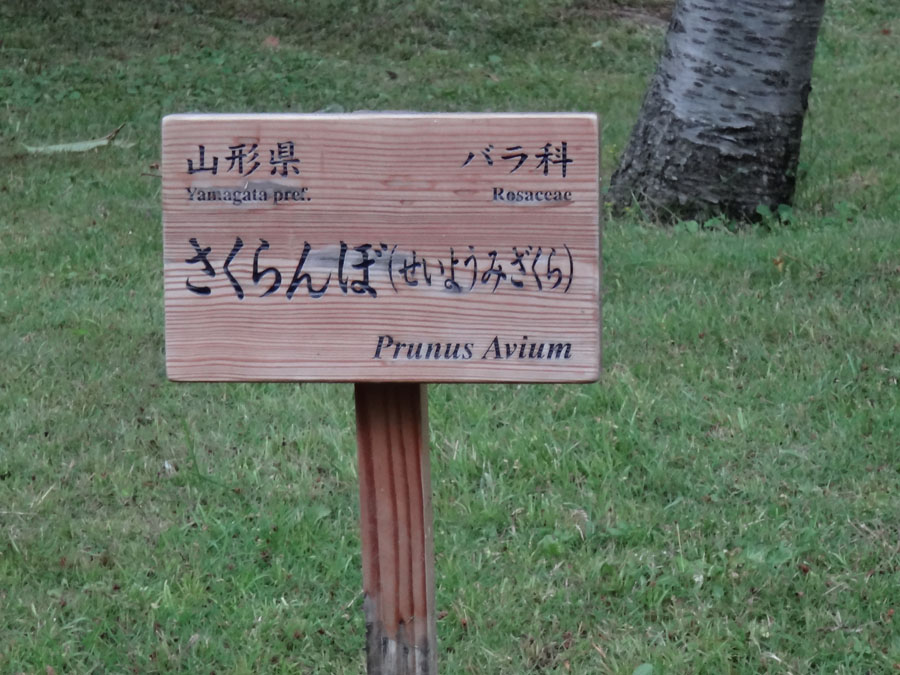 山形県 バラ科
Yamagata pref. Rosaceae
さくらんぼ(せいようみざくら)
Prunus Avium